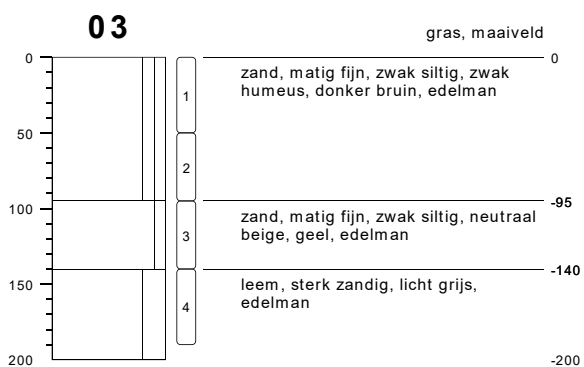 03
gras, maaiveld
0
0
zand, matig fijn, zwak siltig, zwak
humeus, donker bruin, edelman
1
50
2
-95
100
zand, matig fijn, zwak siltig, neutraal
beige, geel, edelman
3
-140
150
leem, sterk zandig, licht grijs,
edelman
4
200
-200